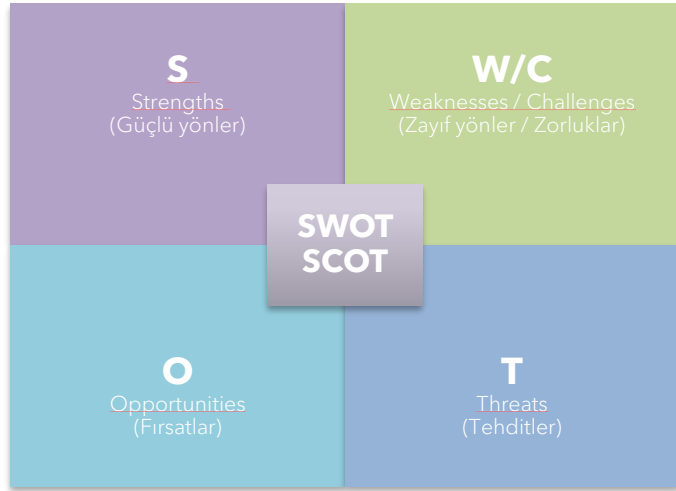 S
Strengths
(Güçlü yönler)
W/C
Weaknesses / Challenges
(Zayıf yönler / Zorluklar)
SWOT
SCOT
O
Opportunities
(Fırsatlar)
T
Threats
(Tehditler)